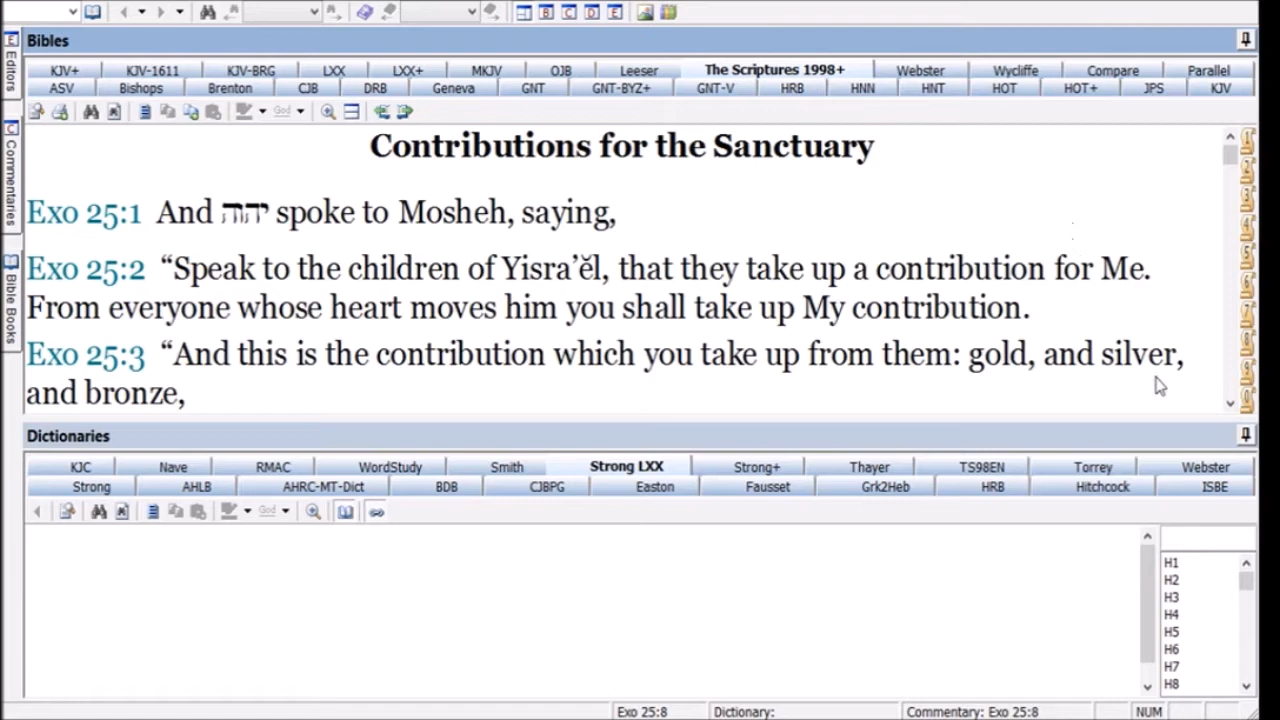 Bibles
Editors
Commentaries
Bible Books
KJV+ KJV-1611 KJV-BRG LXX LXX+ MKJV OJB Leeser The Scriptures 1998+ Webster Wycliffe Compare Parallel
ASV Bishops Brenton CJB DRB Geneva GNT GNT-BYZ+ GNT-V HRB HNN HNT HOT HOT+ JPS KJV
Contributions for the Sanctuary
Exo 25:1 And יהוה spoke to Mosheh, saying,
Exo 25:2 “Speak to the children of Yisra’ĕl, that they take up a contribution for Me.
From everyone whose heart moves him you shall take up My contribution.
Exo 25:3 “And this is the contribution which you take up from them: gold, and silver,
and bronze,
Dictionaries
KJC Nave RMAC WordStudy Smith Strong LXX Strong+ Thayer TS98EN Torrey Webster
Strong AHLB AHRC-MT-Dict BDB CJBPG Easton Fausset Grk2Heb HRB Hitchcock ISBE
God
H1
H2
H3
H4
H5
H6
H7
H8
Exo 25:8 Dictionary: Commentary: Exo 25:8 NUM